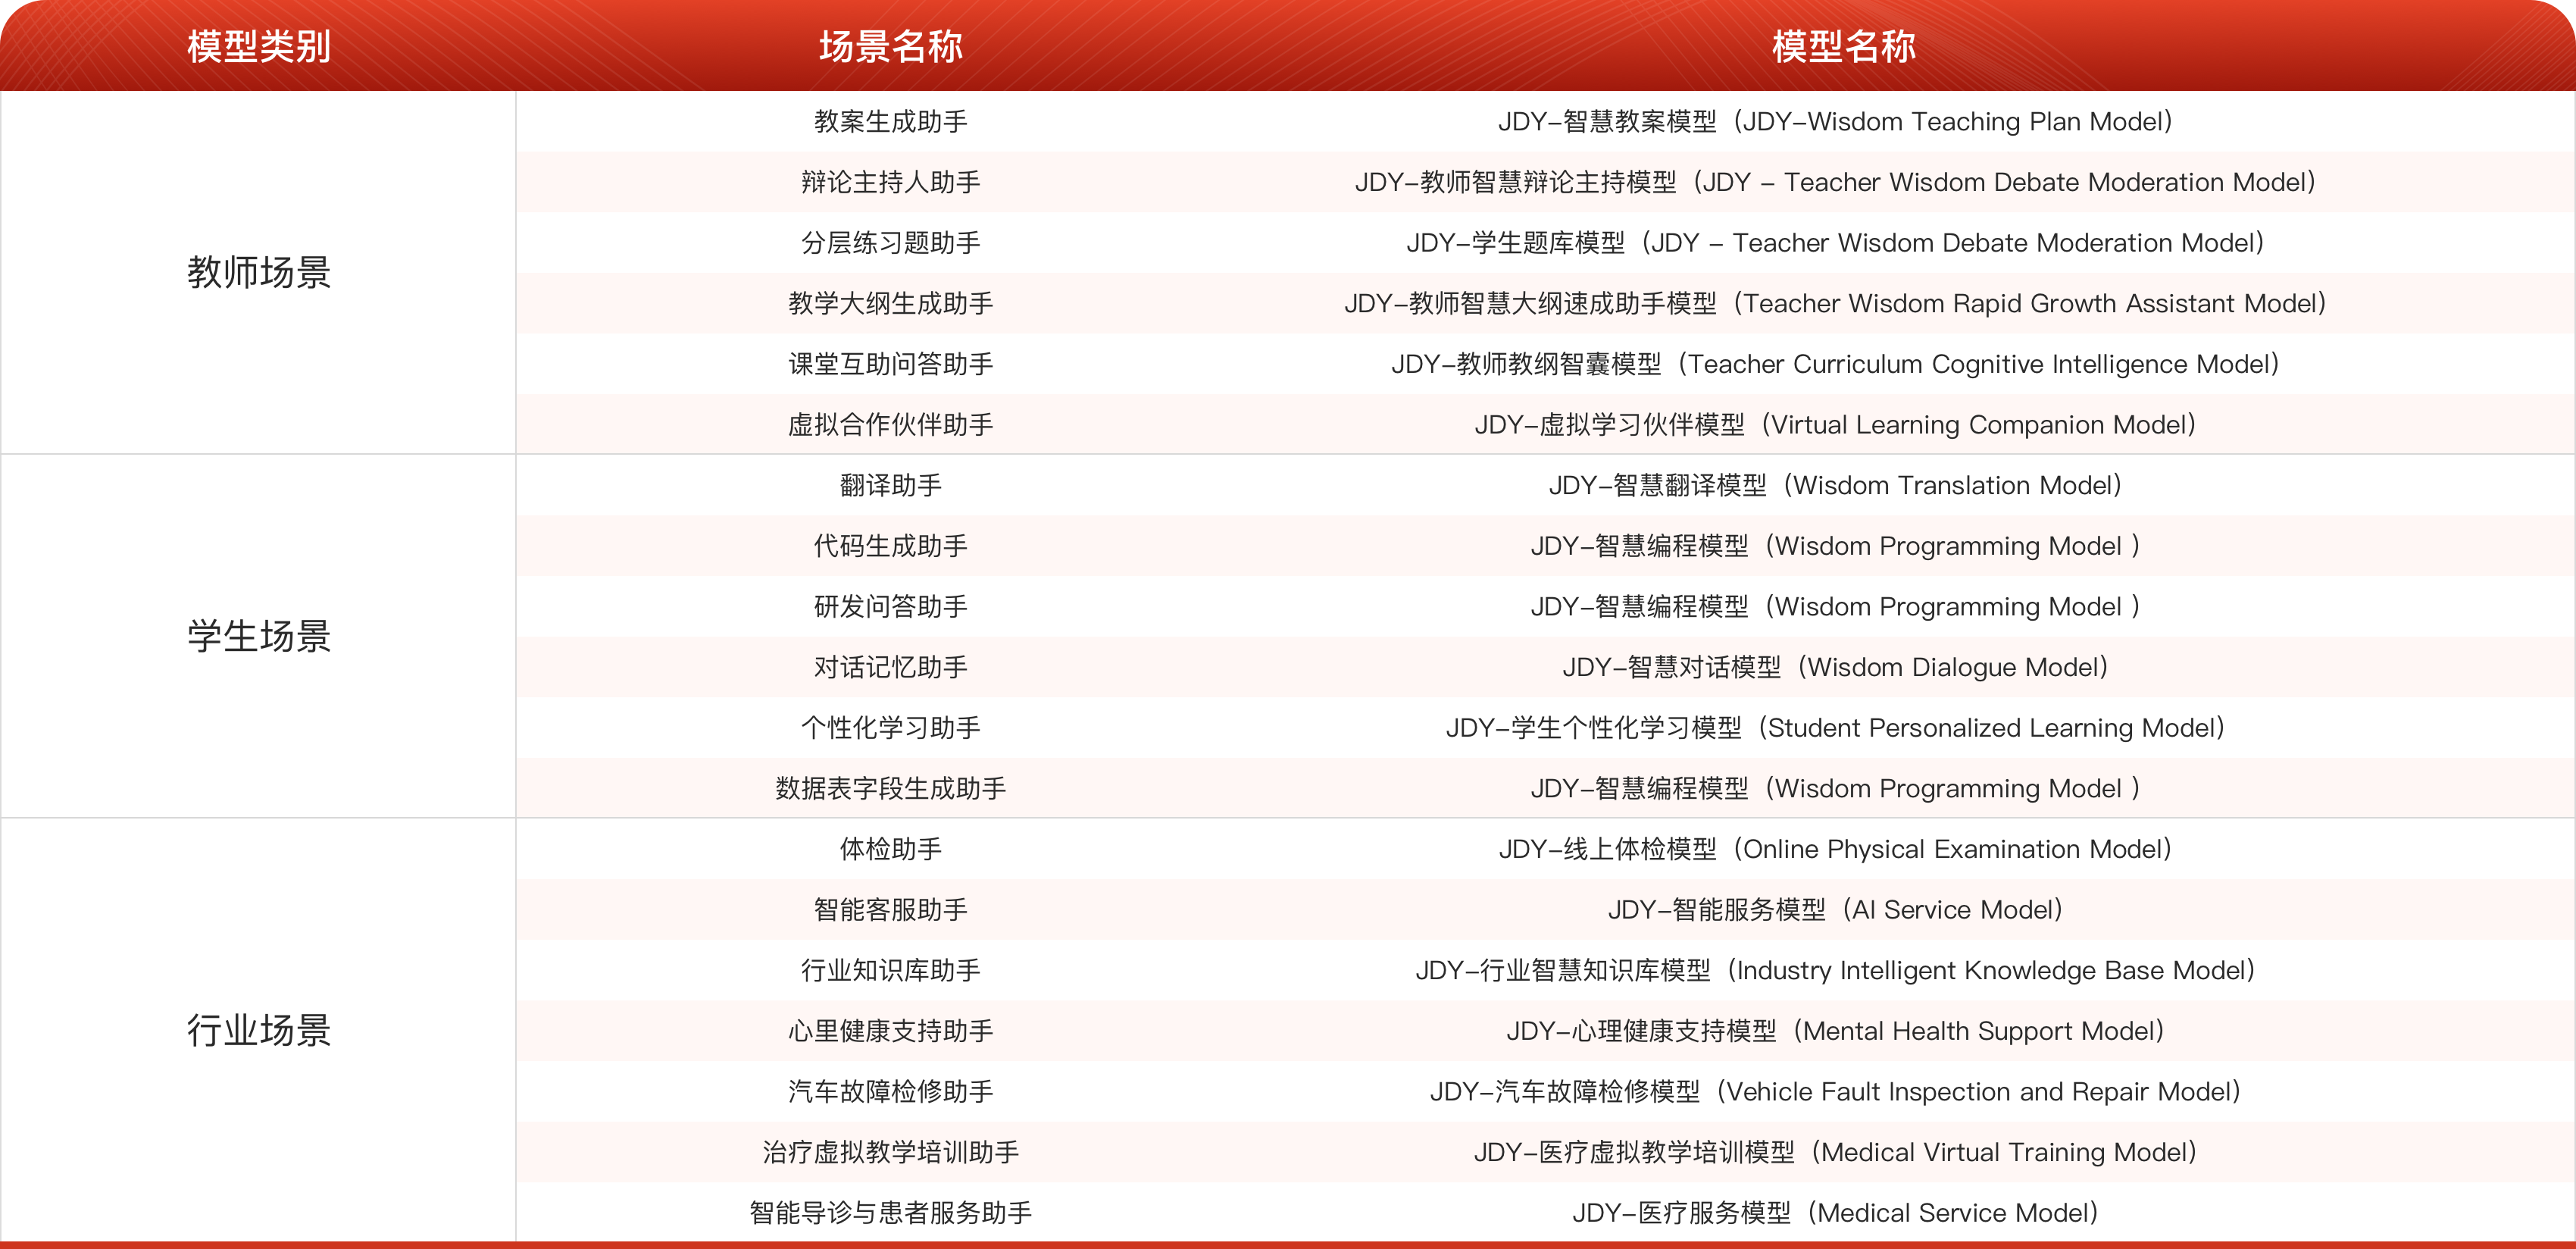 模型类别 场景名称 模型名称
教师场景
教案生成助手 JDY-智慧教案模型（JDY-Wisdom Teaching Plan Model）
辩论主持人助手 JDY-教师智慧辩论主持模型（JDY - Teacher Wisdom Debate Moderation Model）
分层练习题助手 JDY-学生题库模型（JDY - Teacher Wisdom Debate Moderation Model）
教学大纲生成助手 JDY-教师智慧大纲速成助手模型（Teacher Wisdom Rapid Growth Assistant Model）
课堂互助问答助手 JDY-教师教纲智囊模型（Teacher Curriculum Cognitive Intelligence Model）
虚拟合作伙伴助手 JDY-虚拟学习伙伴模型（Virtual Learning Companion Model）
学生场景
翻译助手 JDY-智慧翻译模型（Wisdom Translation Model）
代码生成助手 JDY-智慧编程模型（Wisdom Programming Model ）
研发问答助手 JDY-智慧编程模型（Wisdom Programming Model ）
对话记忆助手 JDY-智慧对话模型（Wisdom Dialogue Model）
个性化学习助手 JDY-学生个性化学习模型（Student Personalized Learning Model）
数据表字段生成助手 JDY-智慧编程模型（Wisdom Programming Model ）
行业场景
体检助手 JDY-线上体检模型（Online Physical Examination Model）
智能客服助手 JDY-智能服务模型（AI Service Model）
行业知识库助手 JDY-行业智慧知识库模型（Industry Intelligent Knowledge Base Model）
心里健康支持助手 JDY-心理健康支持模型（Mental Health Support Model）
汽车故障检修助手 JDY-汽车故障检修模型（Vehicle Fault Inspection and Repair Model）
治疗虚拟教学培训助手 JDY-医疗虚拟教学培训模型（Medical Virtual Training Model）
智能导诊与患者服务助手 JDY-医疗服务模型（Medical Service Model）